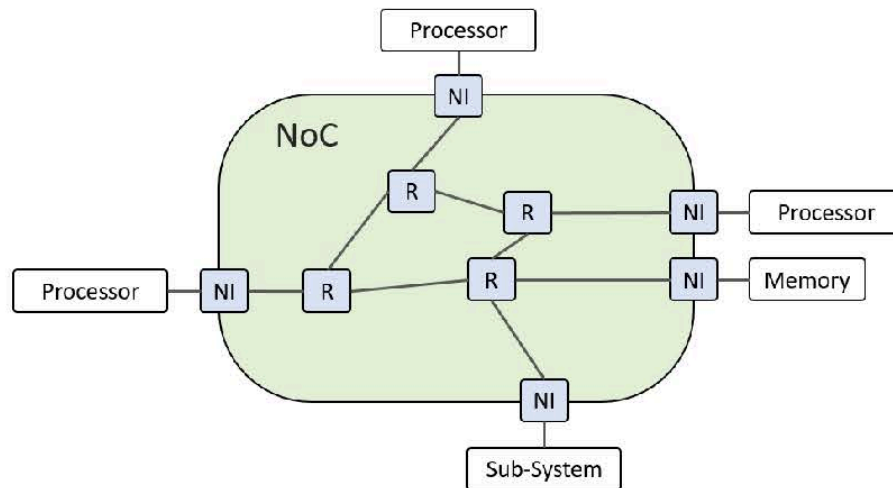 Processor
NI
NoC
R
R
NI
Processor
Processor
NI
R
R
NI
Memory
NI
Sub-System